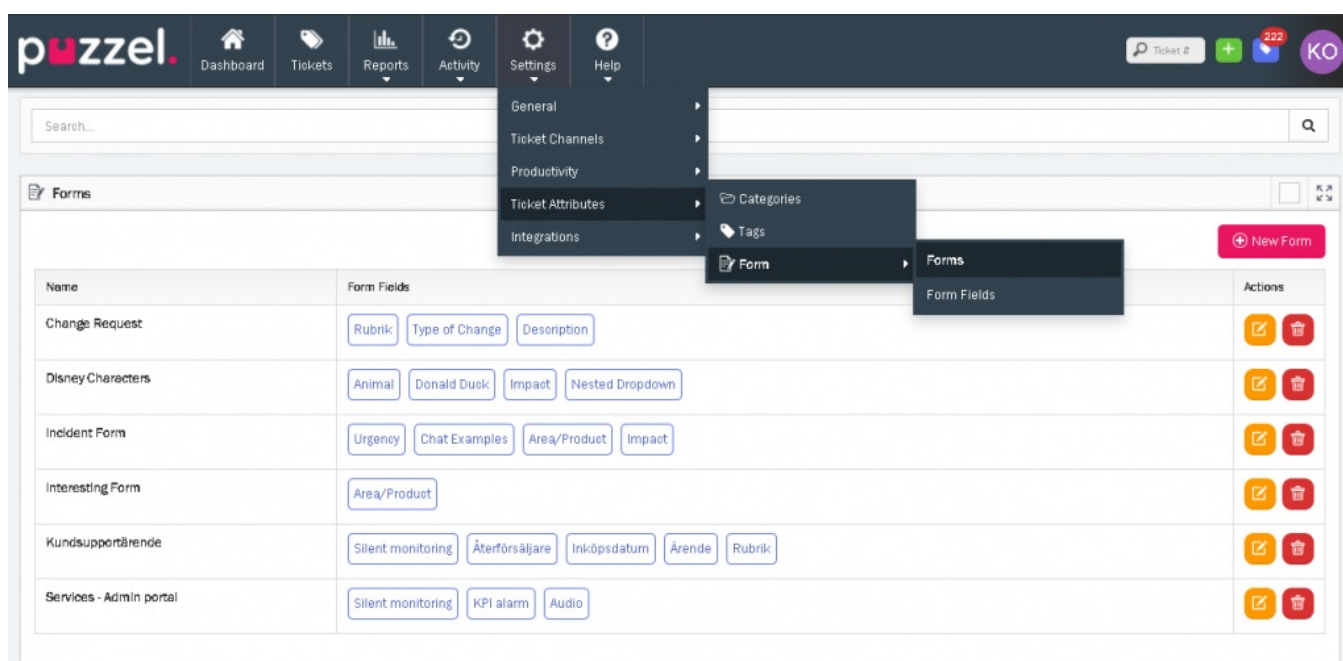 puzzel.
Dashboard Tickets Reports Activity Settings Help
Ticket # 222 KO
Search...
General
Ticket Channels
Productivity
Ticket Attributes
Integrations
Categories
Tags
Form
Forms
Form Fields
Forms
New Form
Name Form Fields Actions
Change Request Rubrik Type of Change Description
Disney Characters Animal Donald Duck Impact Nested Dropdown
Incident Form Urgency Chat Examples Area/Product Impact
Interesting Form Area/Product
Kundsupportärende Silent monitoring Återförsäljare Inköpsdatum Ärende Rubrik
Services - Admin portal Silent monitoring KPI alarm Audio